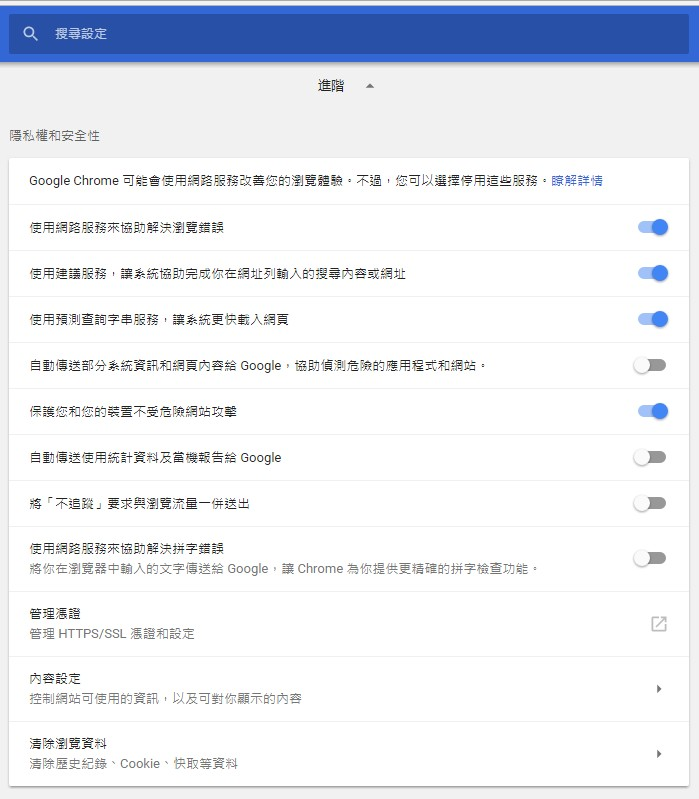 搜尋設定
進階
隱私權和安全性
Google Chrome 可能會使用網路服務改善您的瀏覽體驗。不過，您可以選擇停用這些服務。瞭解詳情
使用網路服務來協助解決瀏覽錯誤
使用建議服務，讓系統協助完成你在網址列輸入的搜尋內容或網址
使用預測查詢字串服務，讓系統更快載入網頁
自動傳送部分系統資訊和網頁內容給 Google，協助偵測危險的應用程式和網站。
保護您和您的裝置不受危險網站攻擊
自動傳送使用統計資料及當機報告給 Google
將「不追蹤」要求與瀏覽流量一併送出
使用網路服務來協助解決拼字錯誤
將你在瀏覽器中輸入的文字傳送給 Google，讓 Chrome 為你提供更精確的拼字檢查功能。
管理憑證
管理 HTTPS/SSL 憑證和設定
內容設定
控制網站可使用的資訊，以及可對你顯示的內容
清除瀏覽資料
清除歷史紀錄、Cookie、快取等資料